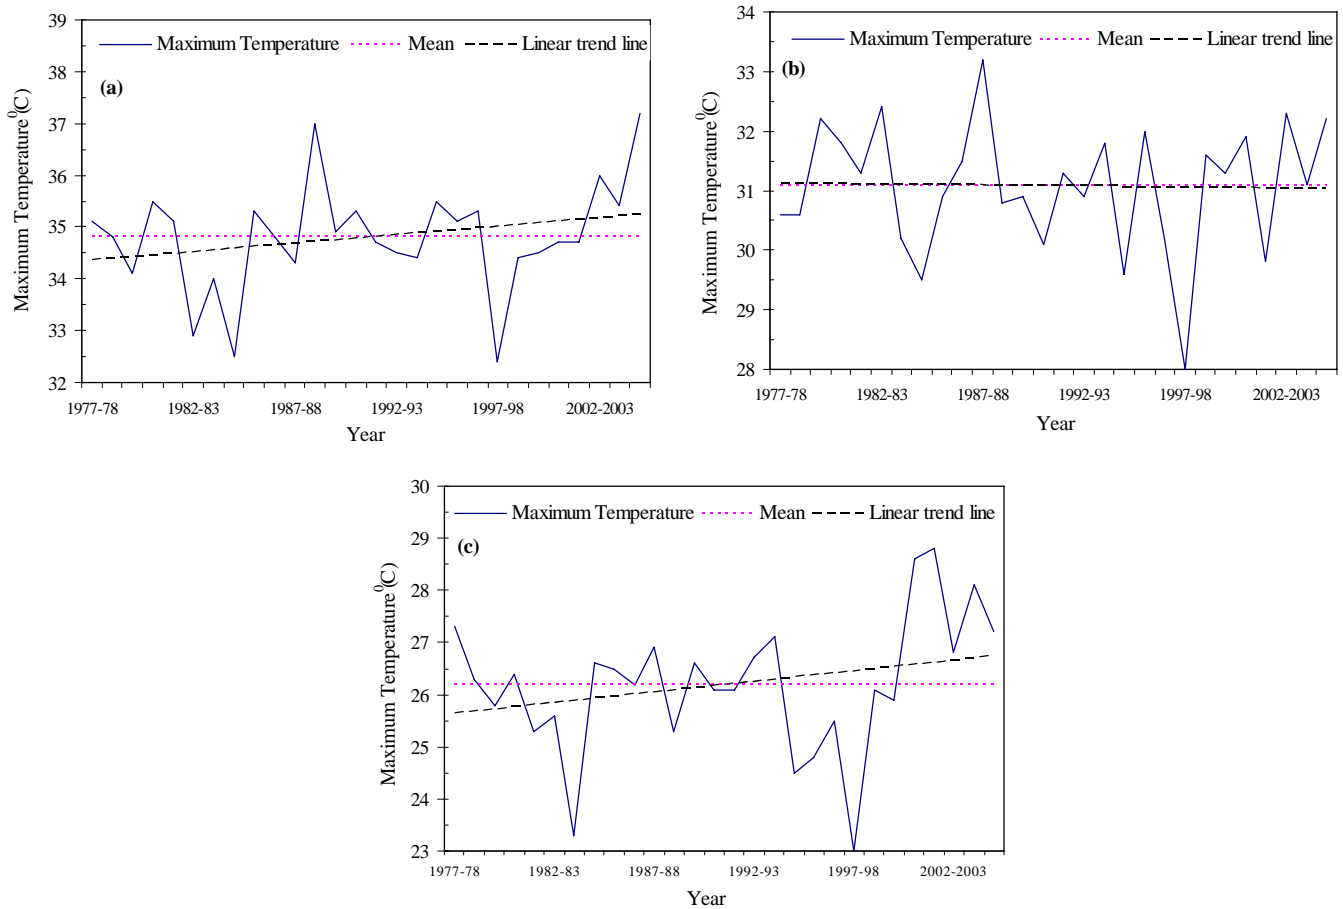 39
38
37
36
35
34
33
32
Maximum Temperature Mean Linear trend line
(a)
Maximum Temperature ⁰(C)
1977-78 1982-83 1987-88 1992-93 1997-98 2002-2003
Year
34
33
32
31
30
29
28
Maximum Temperature Mean Linear trend line
(b)
Maximum Temperature ⁰(C)
1977-78 1982-83 1987-88 1992-93 1997-98 2002-2003
Year
30
29
28
27
26
25
24
23
Maximum Temperature Mean Linear trend line
(c)
Maximum Temperature ⁰(C)
1977-78 1982-83 1987-88 1992-93 1997-98 2002-2003
Year